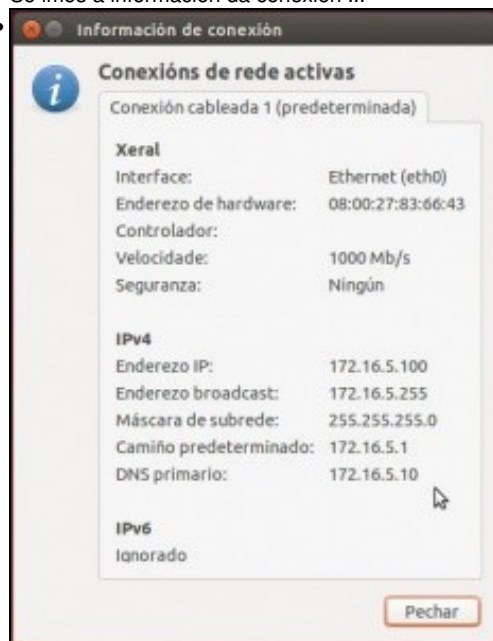 Información de conexión
Conexións de rede activas
Conexión cableada 1 (predeterminada)
Xeral
Interface: Ethernet (eth0)
Enderezo de hardware: 08:00:27:83:66:43
Controlador:
Velocidade: 1000 Mb/s
Seguranza: Ningún
IPv4
Enderezo IP: 172.16.5.100
Enderezo broadcast: 172.16.5.255
Máscara de subrede: 255.255.255.0
Camiño predeterminado: 172.16.5.1
DNS primario: 172.16.5.10
IPv6
Ignorado
Pechar